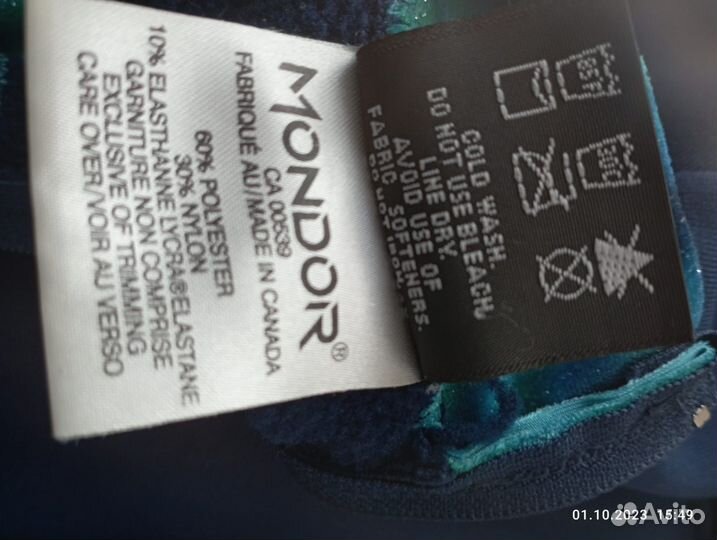 MONDOR®
CA 00539
FABRIQUÉ AU/MADE IN CANADA
60% POLYESTER
30% NYLON
10% ELASTHANNE LYCRA®ELASTANE
GARNITURE NON COMPRISE
EXCLUSIVE OF TRIMMING
CARE OVER/VOIR AU VERSO
COLD WASH.
DO NOT USE BLEACH.
LINE DRY.
AVOID USE OF
FABRIC SOFTENERS.
01.10.2023 15:49
Avito